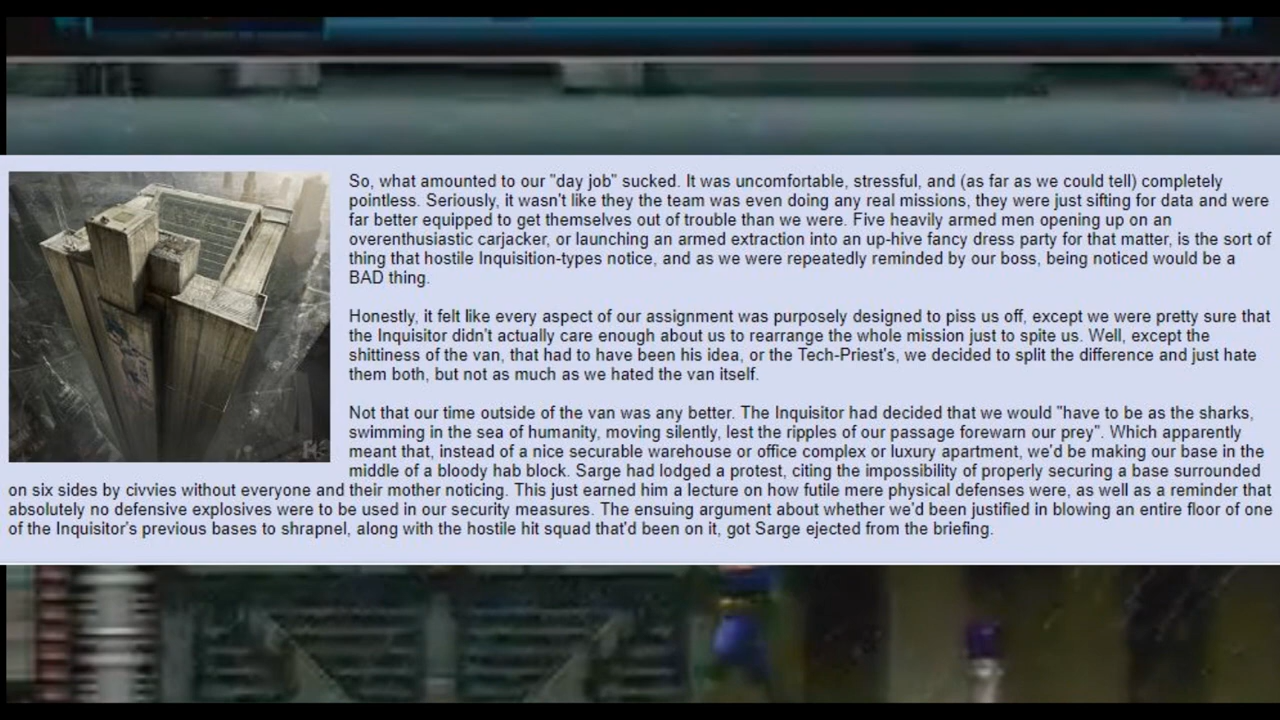 So, what amounted to our "day job" sucked. It was uncomfortable, stressful, and (as far as we could tell) completely
pointless. Seriously, it wasn't like they the team was even doing any real missions, they were just sifting for data and were
far better equipped to get themselves out of trouble than we were. Five heavily armed men opening up on an
overenthusiastic carjacker, or launching an armed extraction into an up-hive fancy dress party for that matter, is the sort of
thing that hostile Inquisition-types notice, and as we were repeatedly reminded by our boss, being noticed would be a
BAD thing.
Honestly, it felt like every aspect of our assignment was purposely designed to piss us off, except we were pretty sure that
the Inquisitor didn't actually care enough about us to rearrange the whole mission just to spite us. Well, except the
shittiness of the van, that had to have been his idea, or the Tech-Priest's, we decided to split the difference and just hate
them both, but not as much as we hated the van itself.
Not that our time outside of the van was any better. The Inquisitor had decided that we would "have to be as the sharks,
swimming in the sea of humanity, moving silently, lest the ripples of our passage forewarn our prey". Which apparently
meant that, instead of a nice securable warehouse or office complex or luxury apartment, we'd be making our base in the
middle of a bloody hab block. Sarge had lodged a protest, citing the impossibility of properly securing a base surrounded
on six sides by civvies without everyone and their mother noticing. This just earned him a lecture on how futile mere physical defenses were, as well as a reminder that
absolutely no defensive explosives were to be used in our security measures. The ensuing argument about whether we'd been justified in blowing an entire floor of one
of the Inquisitor's previous bases to shrapnel, along with the hostile hit squad that'd been on it, got Sarge ejected from the briefing.